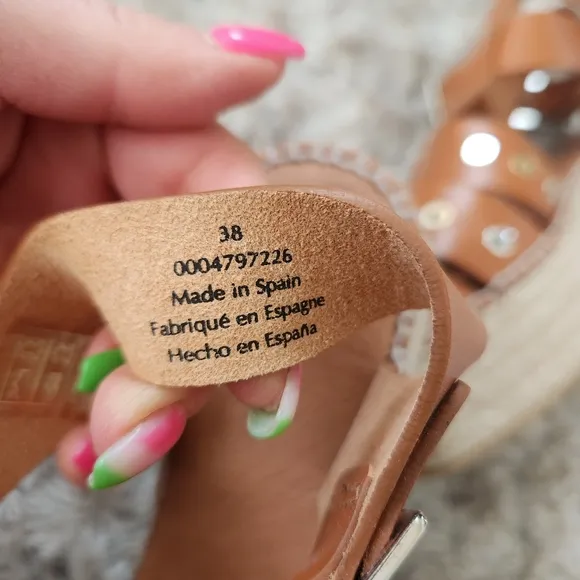 38
0004797226
Made in Spain
Fabriqué en Espagne
Hecho en España